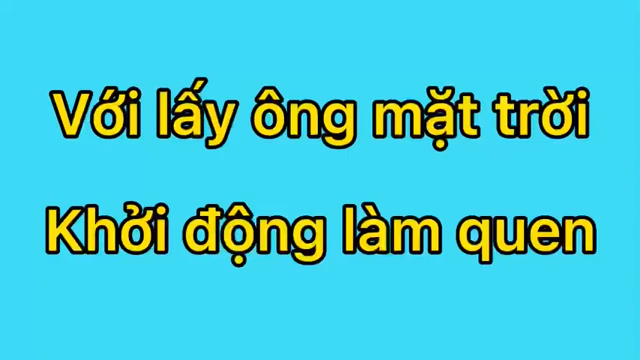 Với lấy ông mặt trời
Khởi động làm quen